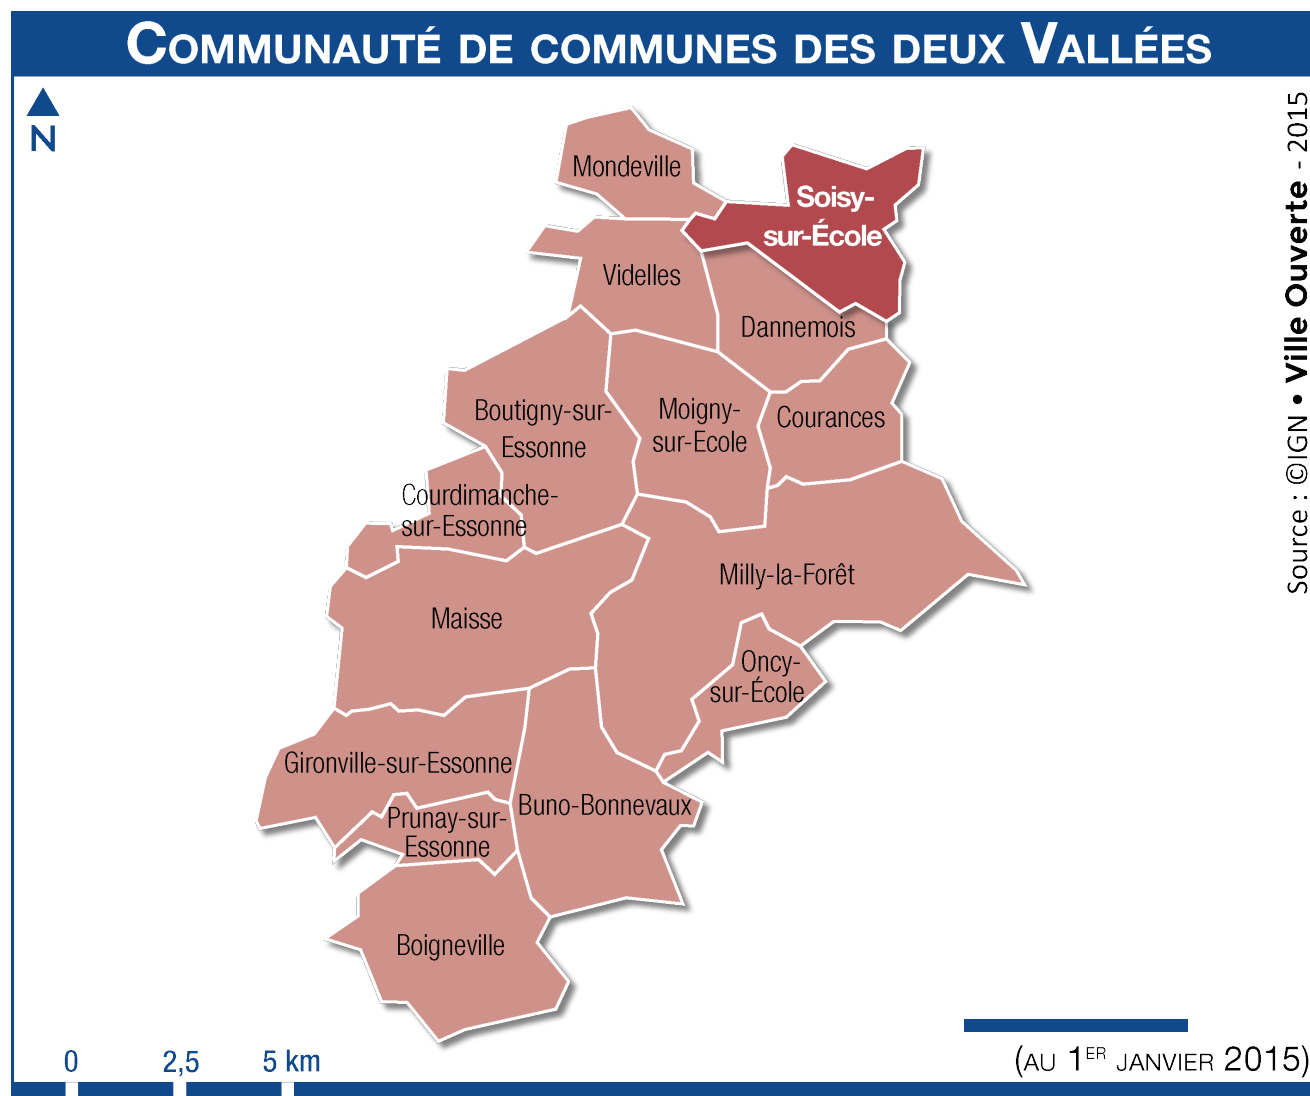 COMMUNAUTÉ DE COMMUNES DES DEUX VALLÉES
N
Mondeville
Soisy-
sur-École
Videlles
Dannemois
Boutigny-sur-
Essonne
Moigny-
sur-Ecole
Courances
Courdimanche-
sur-Essonne
Milly-la-Forêt
Maisse
Oncy-
sur-École
Gironville-sur-Essonne
Buno-Bonnevaux
Prunay-sur-
Essonne
Boigneville
0 2,5 5 km
(AU 1ER JANVIER 2015)
Source : ©IGN • Ville Ouverte - 2015